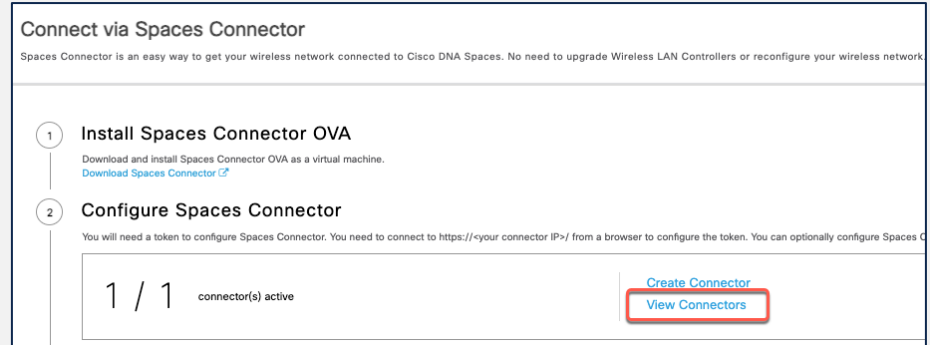 Connect via Spaces Connector
Spaces Connector is an easy way to get your wireless network connected to Cisco DNA Spaces. No need to upgrade Wireless LAN Controllers or reconfigure your wireless network.
1
Install Spaces Connector OVA
Download and install Spaces Connector OVA as a virtual machine.
Download Spaces Connector
2
Configure Spaces Connector
You will need a token to configure Spaces Connector. You need to connect to https://<your connector IP>/ from a browser to configure the token. You can optionally configure Spaces C
1 / 1 connector(s) active
Create Connector
View Connectors